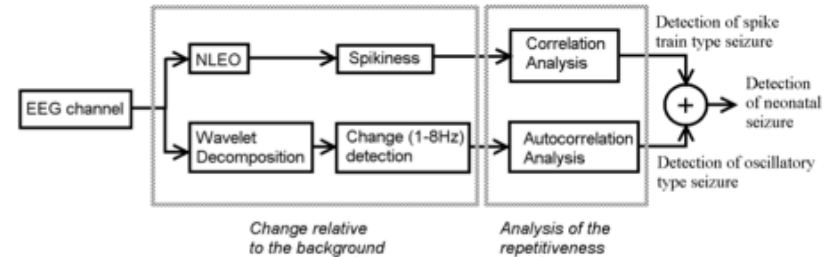 EEG channel
NLEO
Spikiness
Wavelet
Decomposition
Change (1-8Hz)
detection
Change relative
to the background
Correlation
Analysis
Autocorrelation
Analysis
Analysis of the
repetitiveness
Detection of spike
train type seizure
+
Detection
of neonatal
seizure
Detection of oscillatory
type seizure